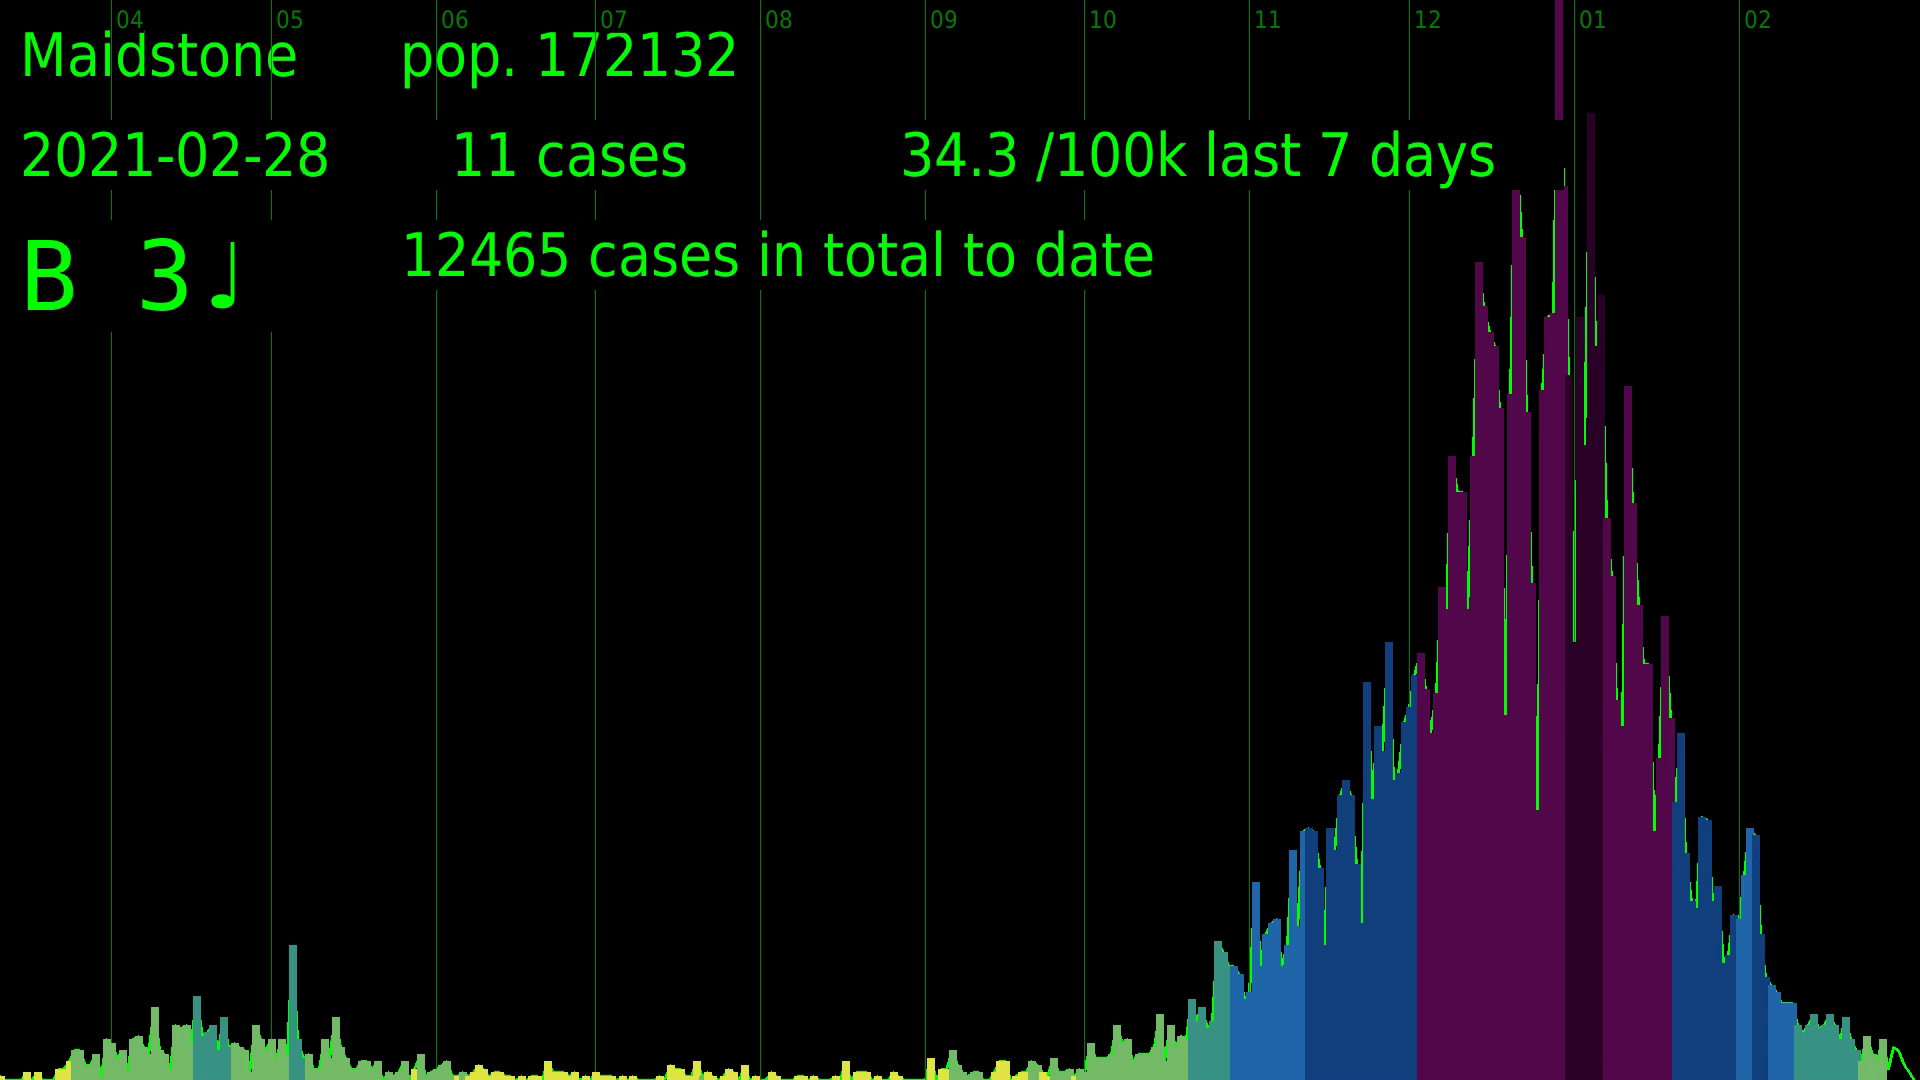 04 05 06 07 08 09 10 11 12 01 02
Maidstone pop. 172132
2021-02-28 11 cases 34.3 /100k last 7 days
B 3♩ 12465 cases in total to date